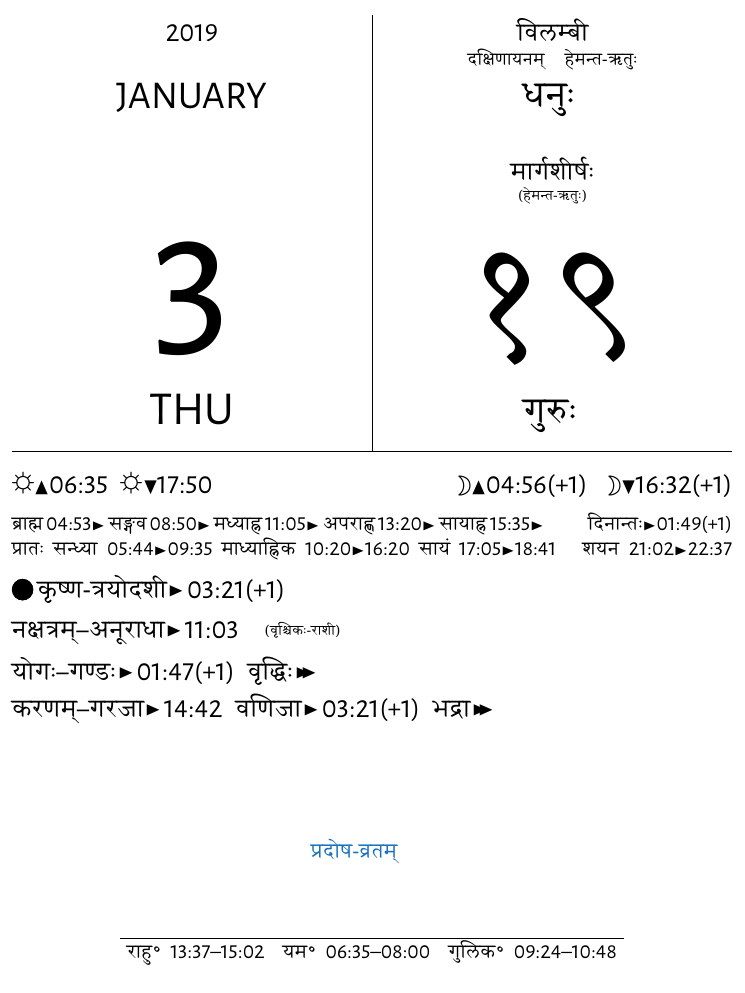 2019
JANUARY
3
THU
विलम्बी
दक्षिणायनम् हेमन्त-ऋतुः
धनुः
मार्गशीर्षः
(हेमन्त-ऋतुः)
१९
गुरुः
☼▲06:35 ☼▼17:50 ☽▲04:56(+1) ☽▼16:32(+1)
ब्राह्म 04:53► सङ्गव 08:50► मध्याह्न 11:05► अपराह्ण 13:20► सायाह्न 15:35► दिनान्तः►01:49(+1)
प्रातः सन्ध्या 05:44►09:35 माध्याह्निक 10:20►16:20 सायं 17:05►18:41 शयन 21:02►22:37
●कृष्ण-त्रयोदशी►03:21(+1)
नक्षत्रम्–अनूराधा►11:03 (वृश्चिकः-राशी)
योगः–गण्डः►01:47(+1) वृद्धिः►►
करणम्–गरजा►14:42 वणिजा►03:21(+1) भद्रा►►
प्रदोष-व्रतम्
राहु॰ 13:37–15:02 यम॰ 06:35–08:00 गुलिक॰ 09:24–10:48